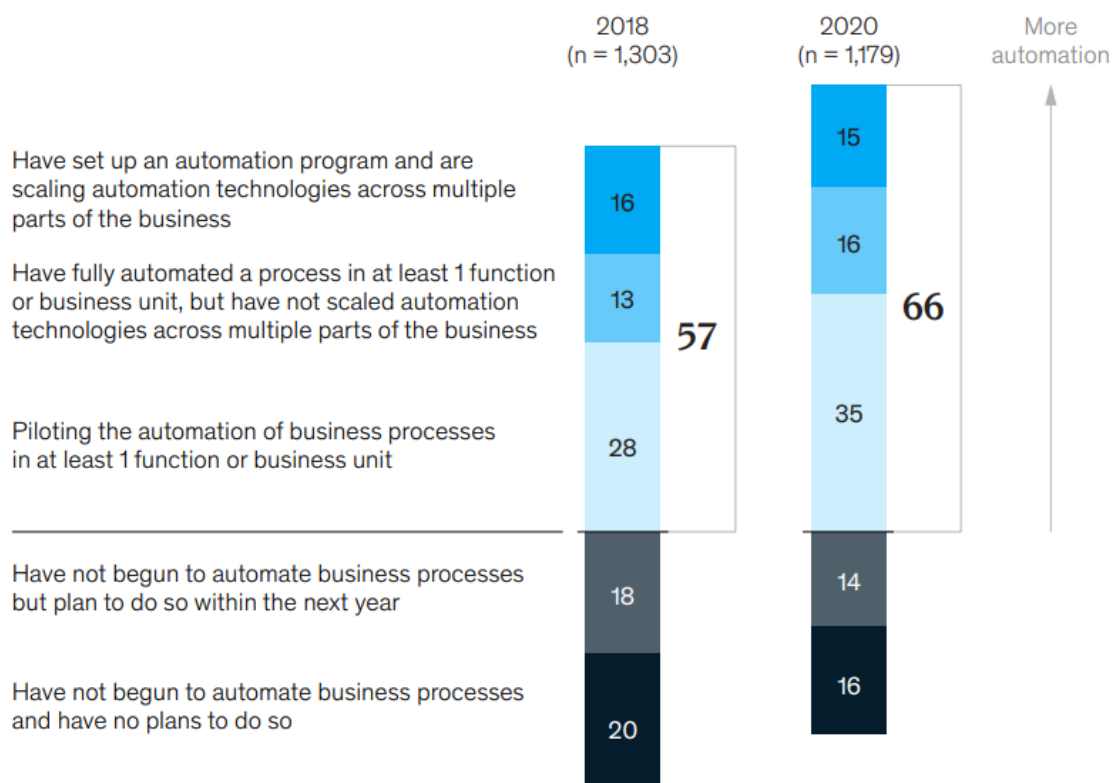 2018
(n = 1,303)
2020
(n = 1,179)
More
automation
Have set up an automation program and are
scaling automation technologies across multiple
parts of the business
16
15
Have fully automated a process in at least 1 function
or business unit, but have not scaled automation
technologies across multiple parts of the business
13
16
57
66
Piloting the automation of business processes
in at least 1 function or business unit
28
35
Have not begun to automate business processes
but plan to do so within the next year
18
14
Have not begun to automate business processes
and have no plans to do so
20
16